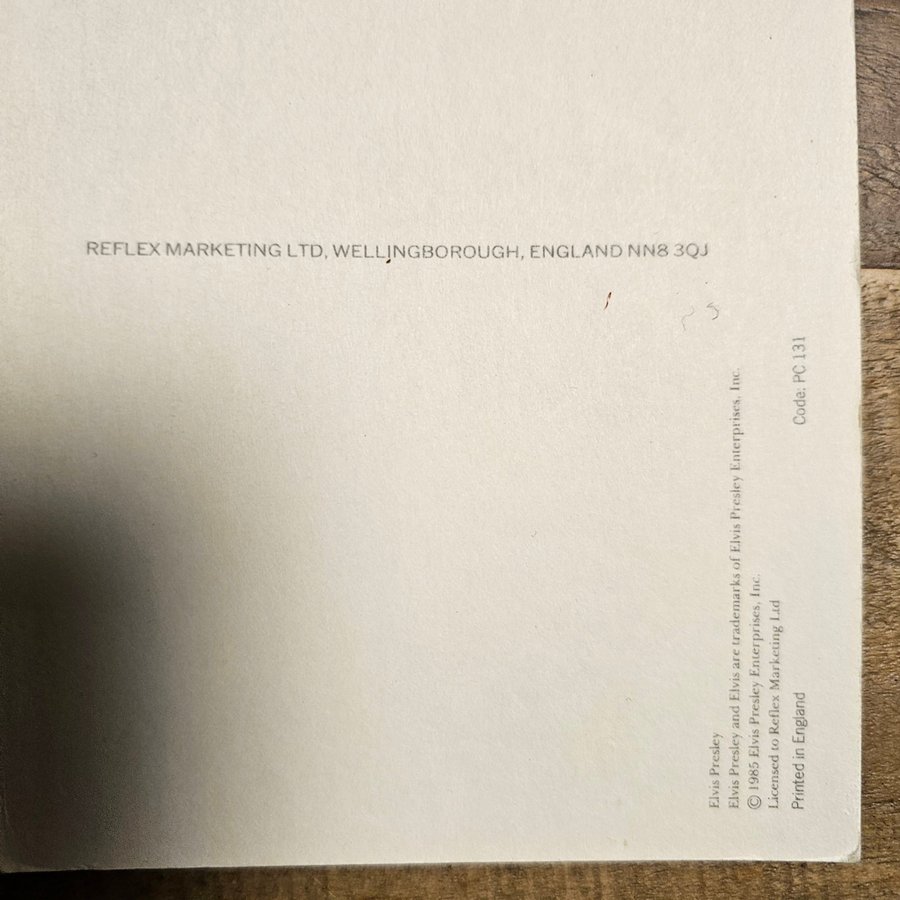 REFLEX MARKETING LTD, WELLINGBOROUGH, ENGLAND NN8 3QJ
Elvis Presley
Elvis Presley and Elvis are trademarks of Elvis Presley Enterprises, Inc.
© 1985 Elvis Presley Enterprises, Inc.
Licensed to Reflex Marketing Ltd
Printed in England Code: PC 131